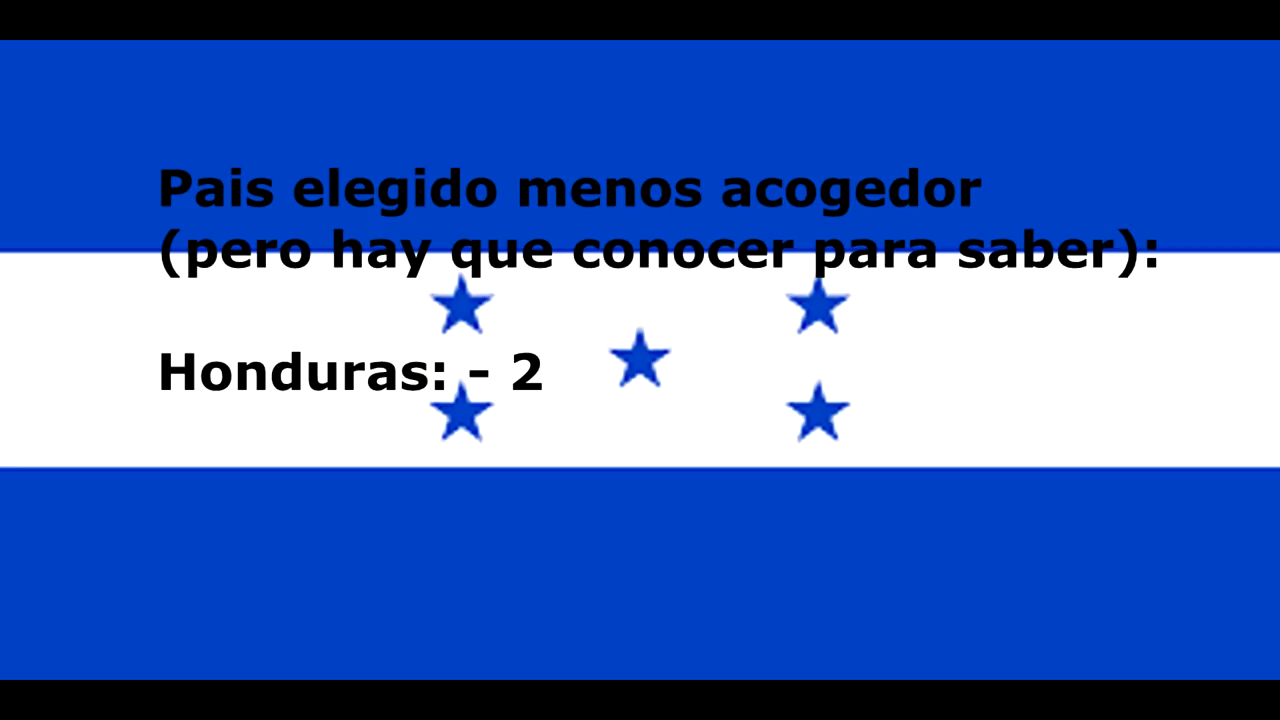 Pais elegido menos acogedor
(pero hay que conocer para saber):
Honduras: - 2